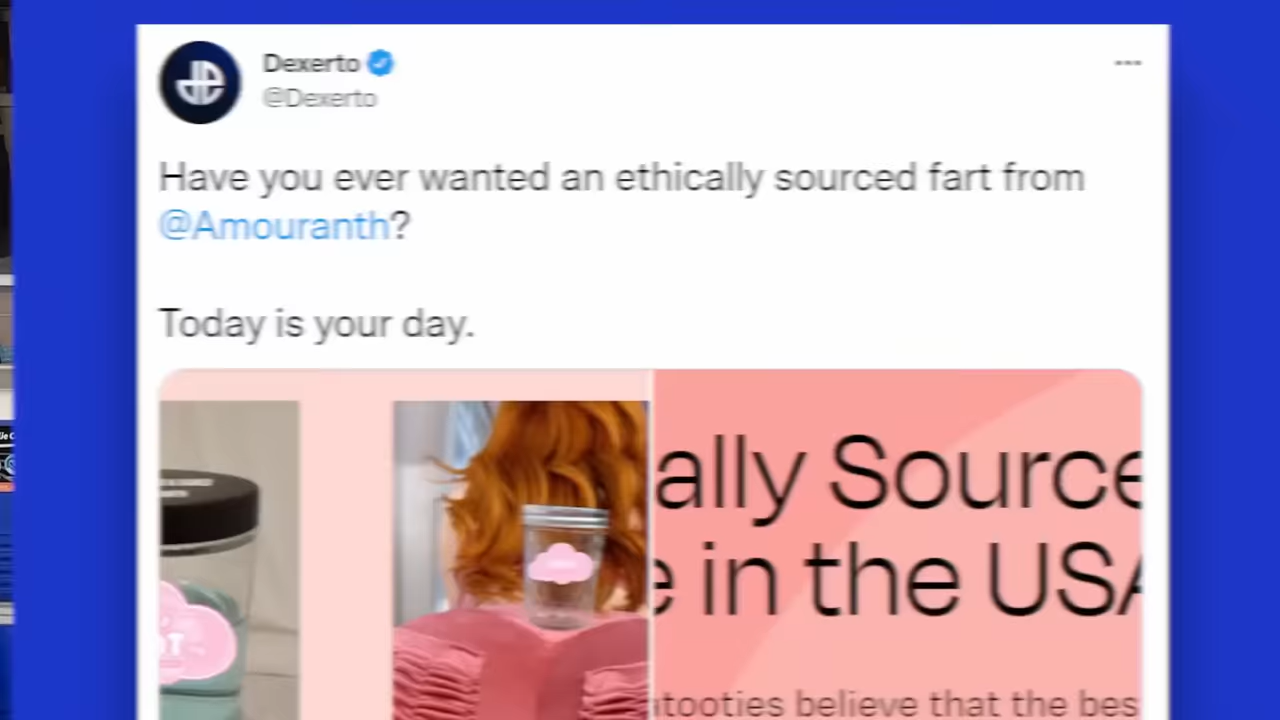 Dexerto
@Dexerto
Have you ever wanted an ethically sourced fart from
@Amouranth?
Today is your day.
ally Source
e in the USA
tooties believe that the bes